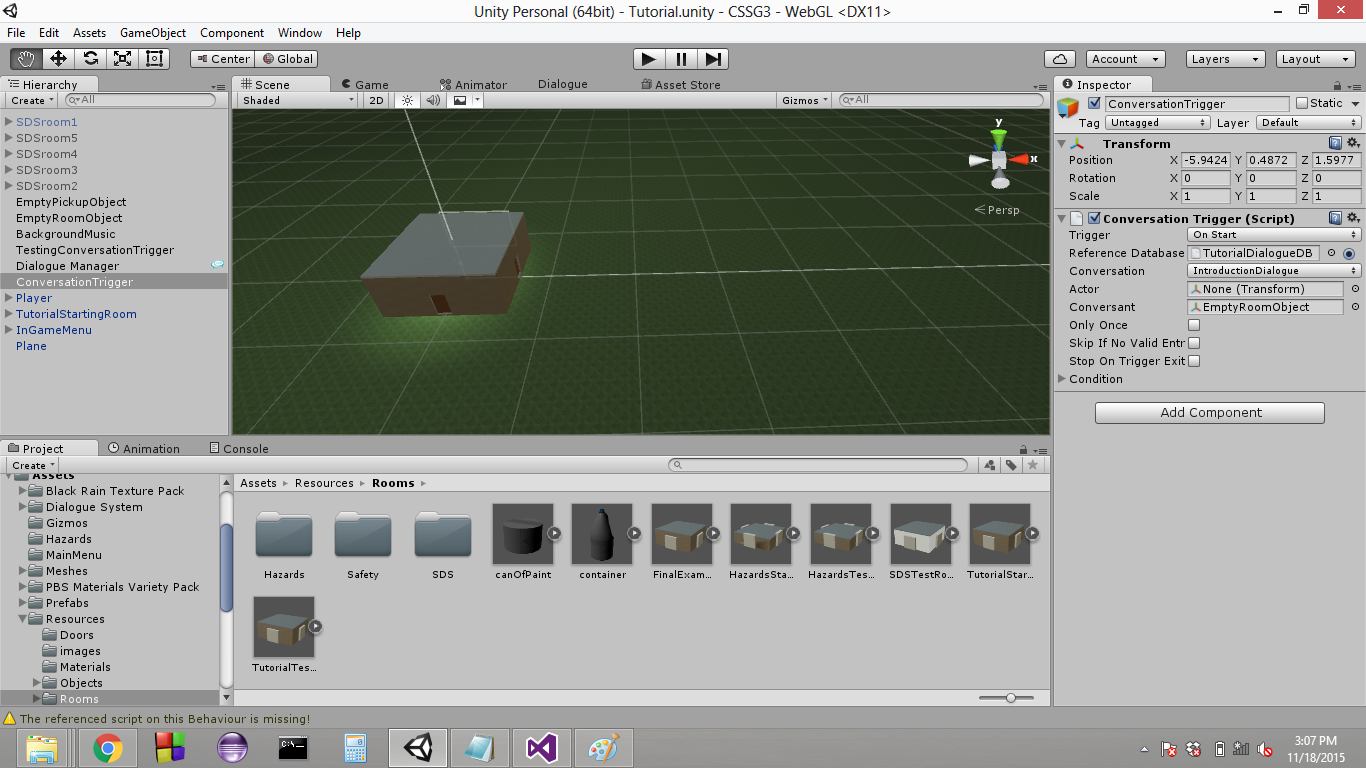 Unity Personal (64bit) - Tutorial.unity - CSSG3 - WebGL <DX11>
File Edit Assets GameObject Component Window Help
Center Global Account Layers Layout
Hierarchy
Create All
SDSroom1
SDSroom5
SDSroom4
SDSroom3
SDSroom2
EmptyPickupObject
EmptyRoomObject
BackgroundMusic
TestingConversationTrigger
Dialogue Manager
ConversationTrigger
Player
TutorialStartingRoom
InGameMenu
Plane
Scene Game Animator Dialogue Asset Store
Shaded 2D Gizmos All
y
x
Persp
Inspector
ConversationTrigger Static
Tag Untagged Layer Default
Transform
Position X -5.9424 Y 0.4872 Z 1.5977
Rotation X 0 Y 0 Z 0
Scale X 1 Y 1 Z 1
Conversation Trigger (Script)
Trigger On Start
Reference Database TutorialDialogueDB
Conversation IntroductionDialogue
Actor None (Transform)
Conversant EmptyRoomObject
Only Once
Skip If No Valid Entr
Stop On Trigger Exit
Condition
Add Component
Project Animation Console
Create
Assets
Black Rain Texture Pack
Dialogue System
Gizmos
Hazards
MainMenu
Meshes
PBS Materials Variety Pack
Prefabs
Resources
Doors
images
Materials
Objects
Rooms
Assets Resources Rooms
Hazards Safety SDS canOfPaint container FinalExam... HazardsSta... HazardsTes... SDSTestRo... TutorialStar...
TutorialTes...
The referenced script on this Behaviour is missing!
3:07 PM
11/18/2015